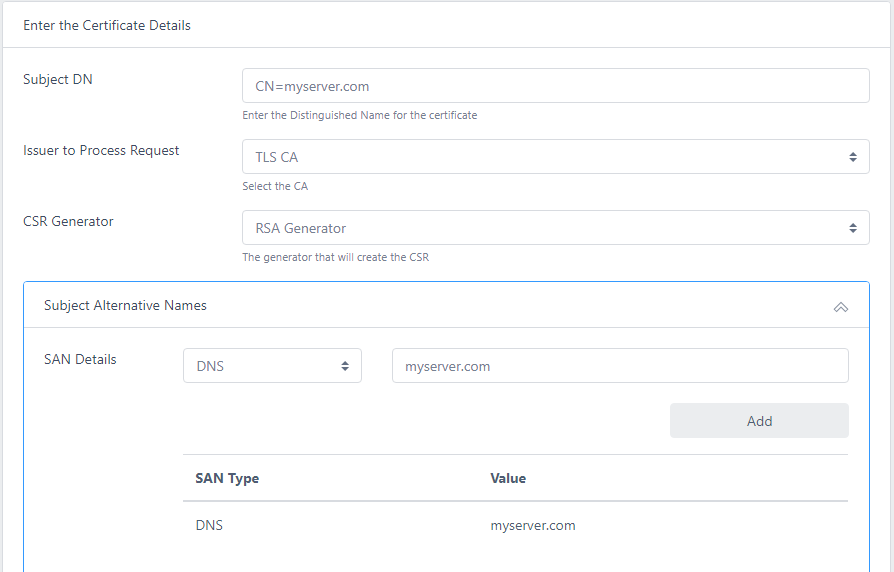 Enter the Certificate Details
Subject DN
CN=myserver.com
Enter the Distinguished Name for the certificate
Issuer to Process Request
TLS CA
Select the CA
CSR Generator
RSA Generator
The generator that will create the CSR
Subject Alternative Names
SAN Details
DNS
myserver.com
Add
SAN Type Value
DNS myserver.com